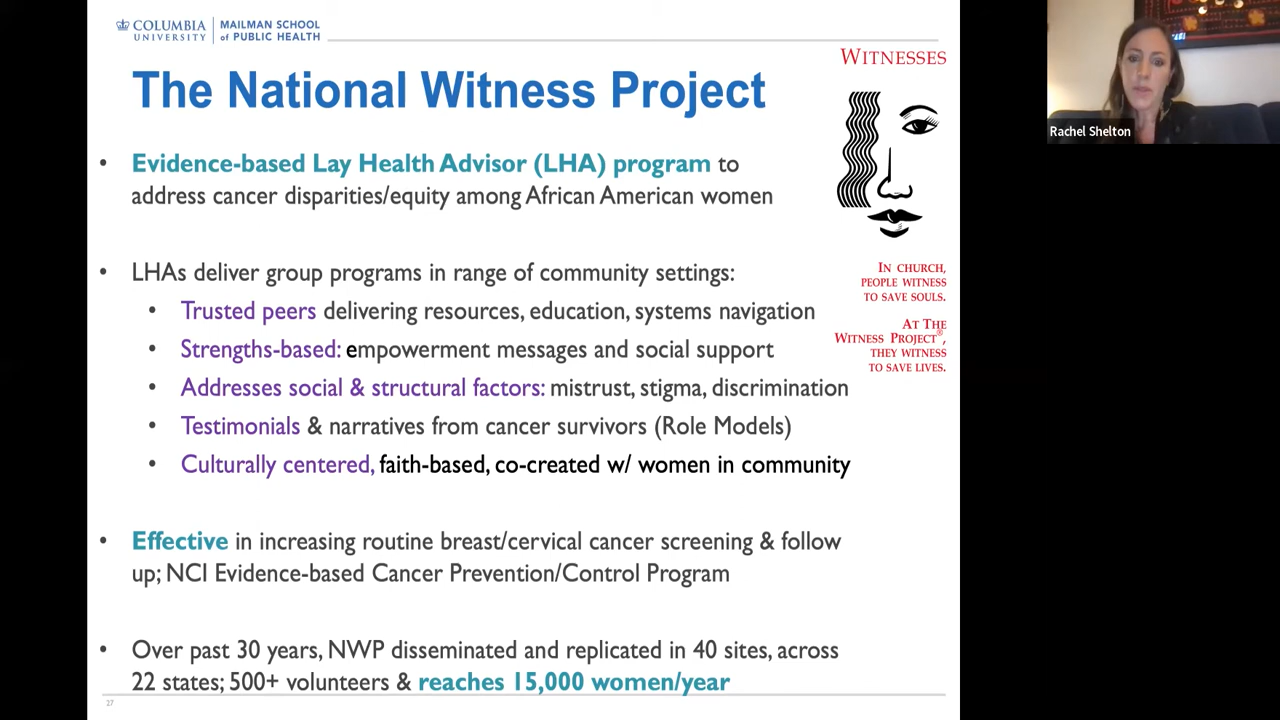 COLUMBIA UNIVERSITY
MAILMAN SCHOOL of PUBLIC HEALTH
The National Witness Project
• Evidence-based Lay Health Advisor (LHA) program to
address cancer disparities/equity among African American women
• LHAs deliver group programs in range of community settings:
• Trusted peers delivering resources, education, systems navigation
• Strengths-based: empowerment messages and social support
• Addresses social & structural factors: mistrust, stigma, discrimination
• Testimonials & narratives from cancer survivors (Role Models)
• Culturally centered, faith-based, co-created w/ women in community
• Effective in increasing routine breast/cervical cancer screening & follow
up; NCI Evidence-based Cancer Prevention/Control Program
• Over past 30 years, NWP disseminated and replicated in 40 sites, across
22 states; 500+ volunteers & reaches 15,000 women/year
27
WITNESSES
IN CHURCH,
PEOPLE WITNESS
TO SAVE SOULS.
AT THE
WITNESS PROJECT®,
THEY WITNESS
TO SAVE LIVES.
Rachel Shelton